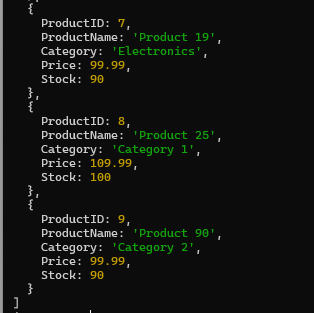 {
ProductID: 7,
ProductName: 'Product 19',
Category: 'Electronics',
Price: 99.99,
Stock: 90
},
{
ProductID: 8,
ProductName: 'Product 25',
Category: 'Category 1',
Price: 109.99,
Stock: 100
},
{
ProductID: 9,
ProductName: 'Product 90',
Category: 'Category 2',
Price: 99.99,
Stock: 90
}
]